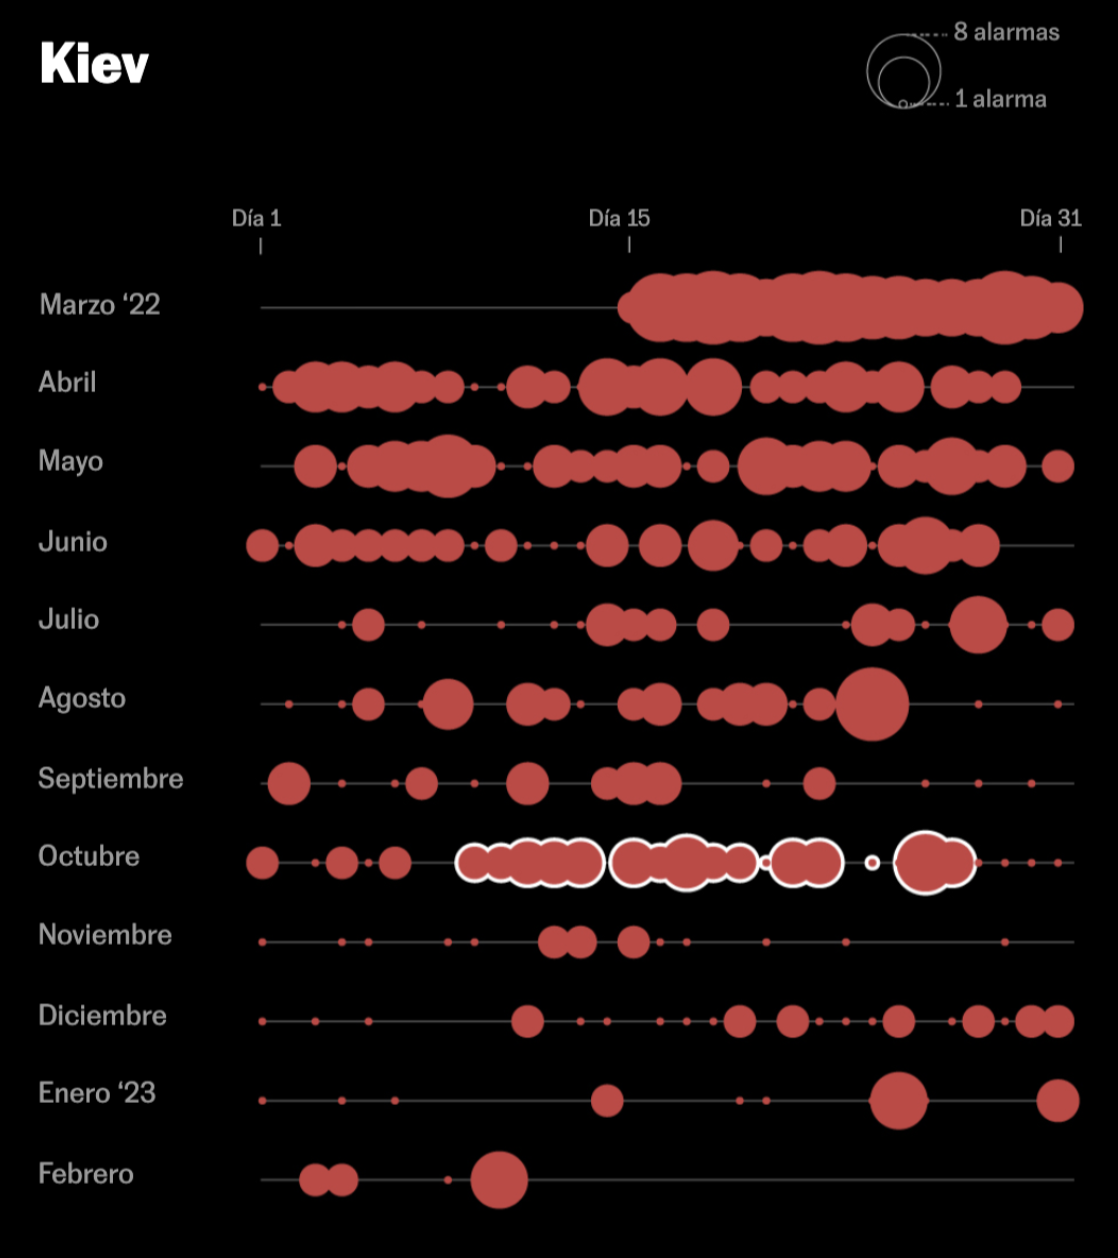 Kiev
8 alarmas
1 alarma
Día 1
Día 15
Día 31
Marzo ‘22
Abril
Mayo
Junio
Julio
Agosto
Septiembre
Octubre
Noviembre
Diciembre
Enero ‘23
Febrero